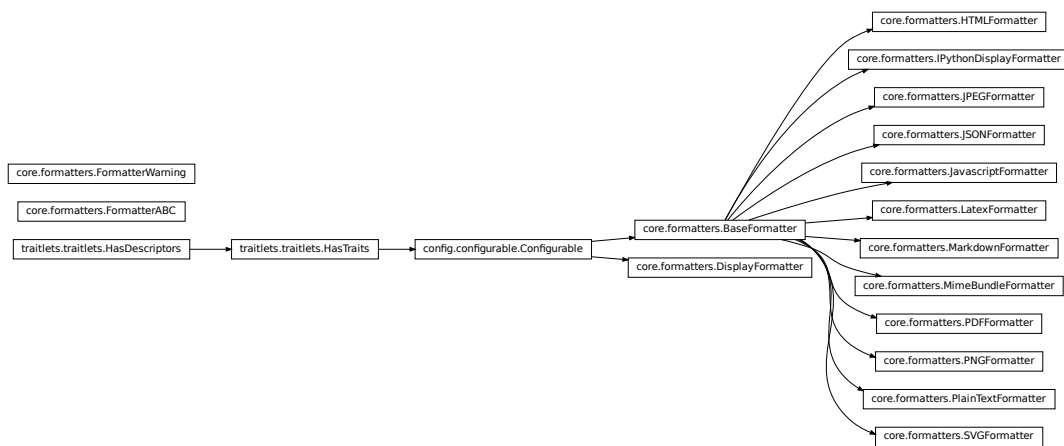 core.formatters.HTMLFormatter
core.formatters.IPythonDisplayFormatter
core.formatters.JPEGFormatter
core.formatters.JSONFormatter
core.formatters.FormatterWarning
core.formatters.JavascriptFormatter
core.formatters.FormatterABC
core.formatters.LatexFormatter
core.formatters.BaseFormatter
traitlets.traitlets.HasDescriptors
traitlets.traitlets.HasTraits
config.configurable.Configurable
core.formatters.MarkdownFormatter
core.formatters.DisplayFormatter
core.formatters.MimeBundleFormatter
core.formatters.PDFFormatter
core.formatters.PNGFormatter
core.formatters.PlainTextFormatter
core.formatters.SVGFormatter